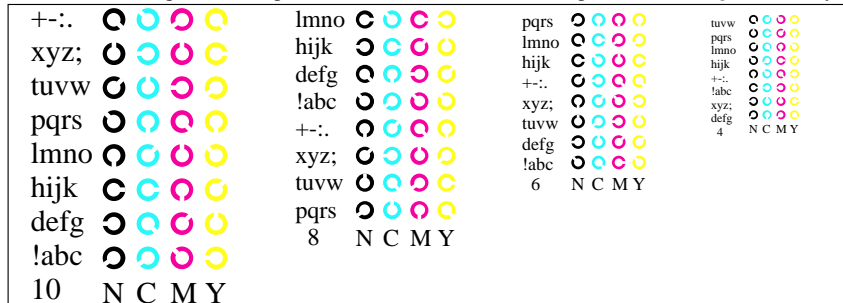 +-:.
xyz;
tuvw
pqrs
lmno
hijk
defg
!abc
10 N C M Y
lmno
hijk
defg
!abc
+-:.
xyz;
tuvw
pqrs
8 N C M Y
pqrs
lmno
hijk
+-:.
xyz;
tuvw
defg
!abc
6 N C M Y
tuvw
pqrs
lmno
hijk
+-:.
!abc
xyz;
defg
4 N C M Y